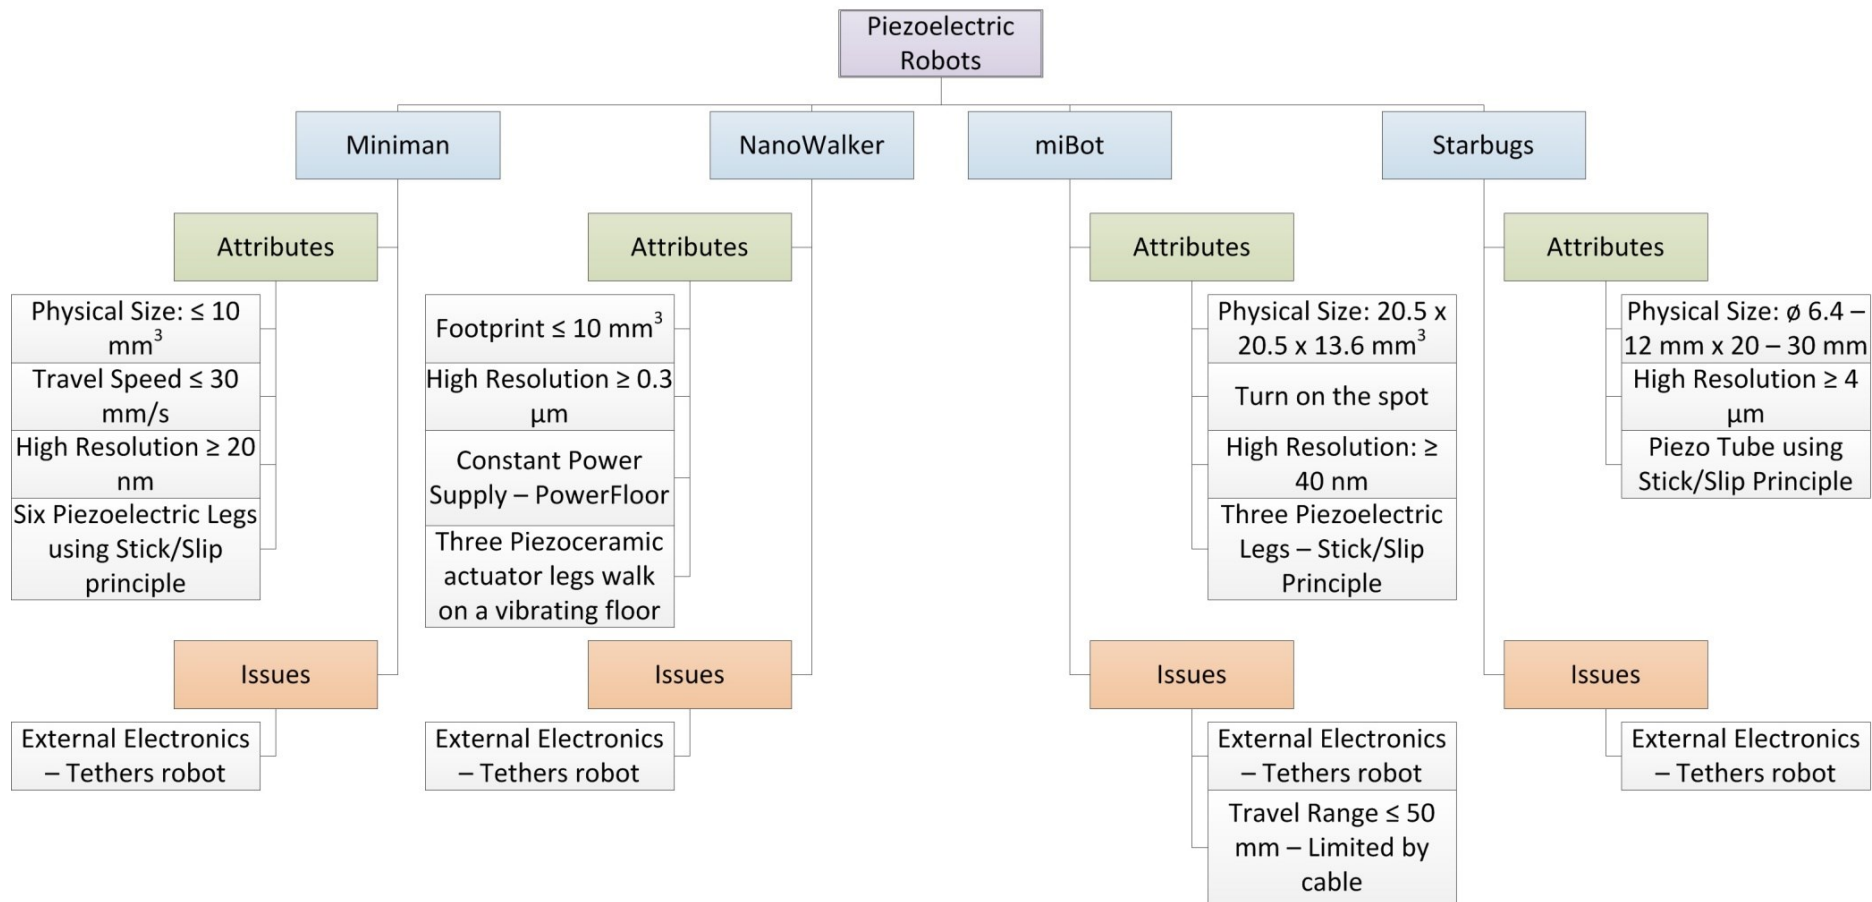 Piezoelectric
Robots
Miniman
NanoWalker
miBot
Starbugs
Attributes
Attributes
Attributes
Attributes
Physical Size: ≤ 10
mm³
Travel Speed ≤ 30
mm/s
High Resolution ≥ 20
nm
Six Piezoelectric Legs
using Stick/Slip
principle
Footprint ≤ 10 mm³
High Resolution ≥ 0.3
µm
Constant Power
Supply – PowerFloor
Three Piezoceramic
actuator legs walk
on a vibrating floor
Physical Size: 20.5 x
20.5 x 13.6 mm³
Turn on the spot
High Resolution: ≥
40 nm
Three Piezoelectric
Legs – Stick/Slip
Principle
Physical Size: ø 6.4 –
12 mm x 20 – 30 mm
High Resolution ≥ 4
µm
Piezo Tube using
Stick/Slip Principle
Issues
Issues
Issues
Issues
External Electronics
– Tethers robot
External Electronics
– Tethers robot
External Electronics
– Tethers robot
Travel Range ≤ 50
mm – Limited by
cable
External Electronics
– Tethers robot